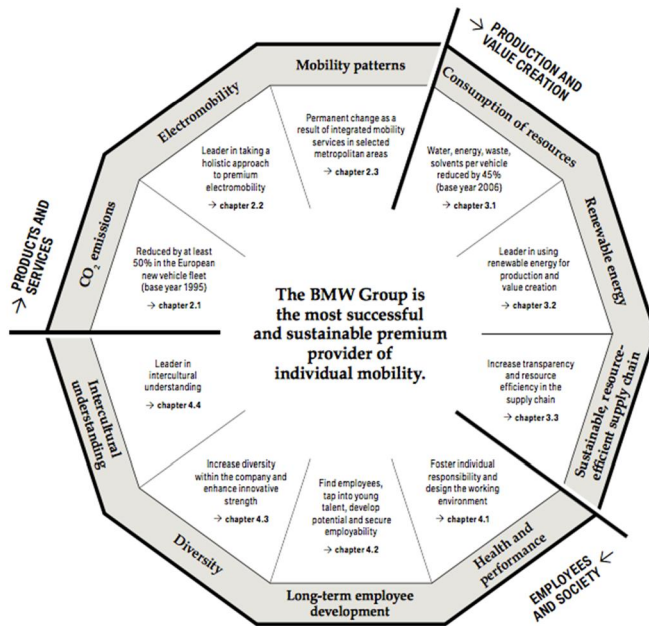 → PRODUCTS AND
SERVICES
CO2 emissions
Reduced by at least
50% in the European
new vehicle fleet
(base year 1995)
→ chapter 2.1
Electromobility
Leader in taking a
holistic approach
to premium
electromobility
→ chapter 2.2
Mobility patterns
Permanent change as a
result of integrated mobility
services in selected
metropolitan areas
→ chapter 2.3
→ PRODUCTION AND
VALUE CREATION
Consumption of resources
Water, energy, waste,
solvents per vehicle
reduced by 45%
(base year 2006)
→ chapter 3.1
Renewable energy
Leader in using
renewable energy for
production and
value creation
→ chapter 3.2
Sustainable, resource-
efficient supply chain
Increase transparency
and resource
efficiency in the
supply chain
→ chapter 3.3
EMPLOYEES ←
AND SOCIETY
Health and
performance
Foster individual
responsibility and
design the working
environment
→ chapter 4.1
Long-term employee
development
Find employees,
tap into young
talent, develop
potential and secure
employability
→ chapter 4.2
Diversity
Increase diversity
within the company and
enhance innovative
strength
→ chapter 4.3
Intercultural
understanding
Leader in
intercultural
understanding
→ chapter 4.4
The BMW Group is
the most successful
and sustainable premium
provider of
individual mobility.